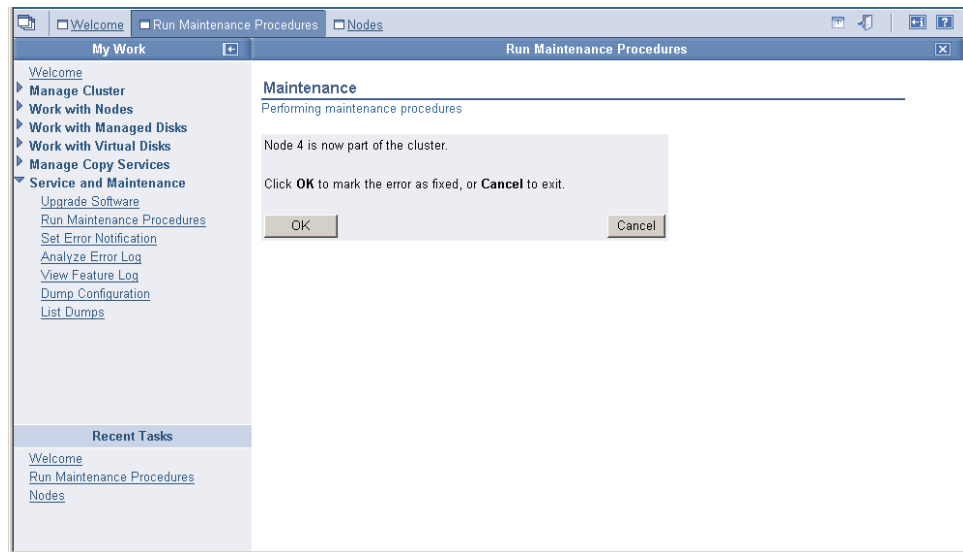 Welcome Run Maintenance Procedures Nodes
My Work
Run Maintenance Procedures
Welcome
Manage Cluster
Work with Nodes
Work with Managed Disks
Work with Virtual Disks
Manage Copy Services
Service and Maintenance
Upgrade Software
Run Maintenance Procedures
Set Error Notification
Analyze Error Log
View Feature Log
Dump Configuration
List Dumps
Recent Tasks
Welcome
Run Maintenance Procedures
Nodes
Maintenance
Performing maintenance procedures
Node 4 is now part of the cluster.
Click OK to mark the error as fixed, or Cancel to exit.
OK Cancel